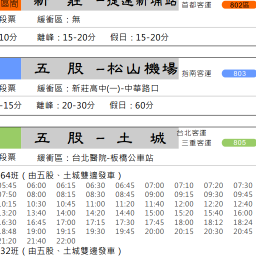 區間 新 莊 -捷運新埔站 首都客運 802區
段票 緩衝區：無
10分 離峰：15-20分 假日：15-20分
五 股 -松山機場 指南客運 803
段票 緩衝區：新莊高中(一)-中華路口
-15分 離峰：20-30分 假日：60分
五 股 - 土 城 台北客運
三重客運 805
段票 緩衝區：台北醫院-板橋公車站
64班（由五股、土城雙邊發車）
05:45 06:00 06:15 06:30 06:45 07:00 07:10 07:20 07:30
07:50 08:00 08:15 08:30 08:45 09:00 09:15 09:30 09:45
10:15 10:30 10:45 11:00 11:20 11:40 12:00 12:20 12:40
13:20 13:40 14:00 14:20 14:40 15:00 15:20 15:40 16:00
16:30 16:45 17:00 17:15 17:30 17:45 18:00 18:12 18:24
18:48 19:00 19:15 19:30 19:45 20:00 20:15 20:30 20:45
21:20 21:40 22:00
32班（由五股、土城雙邊發車）